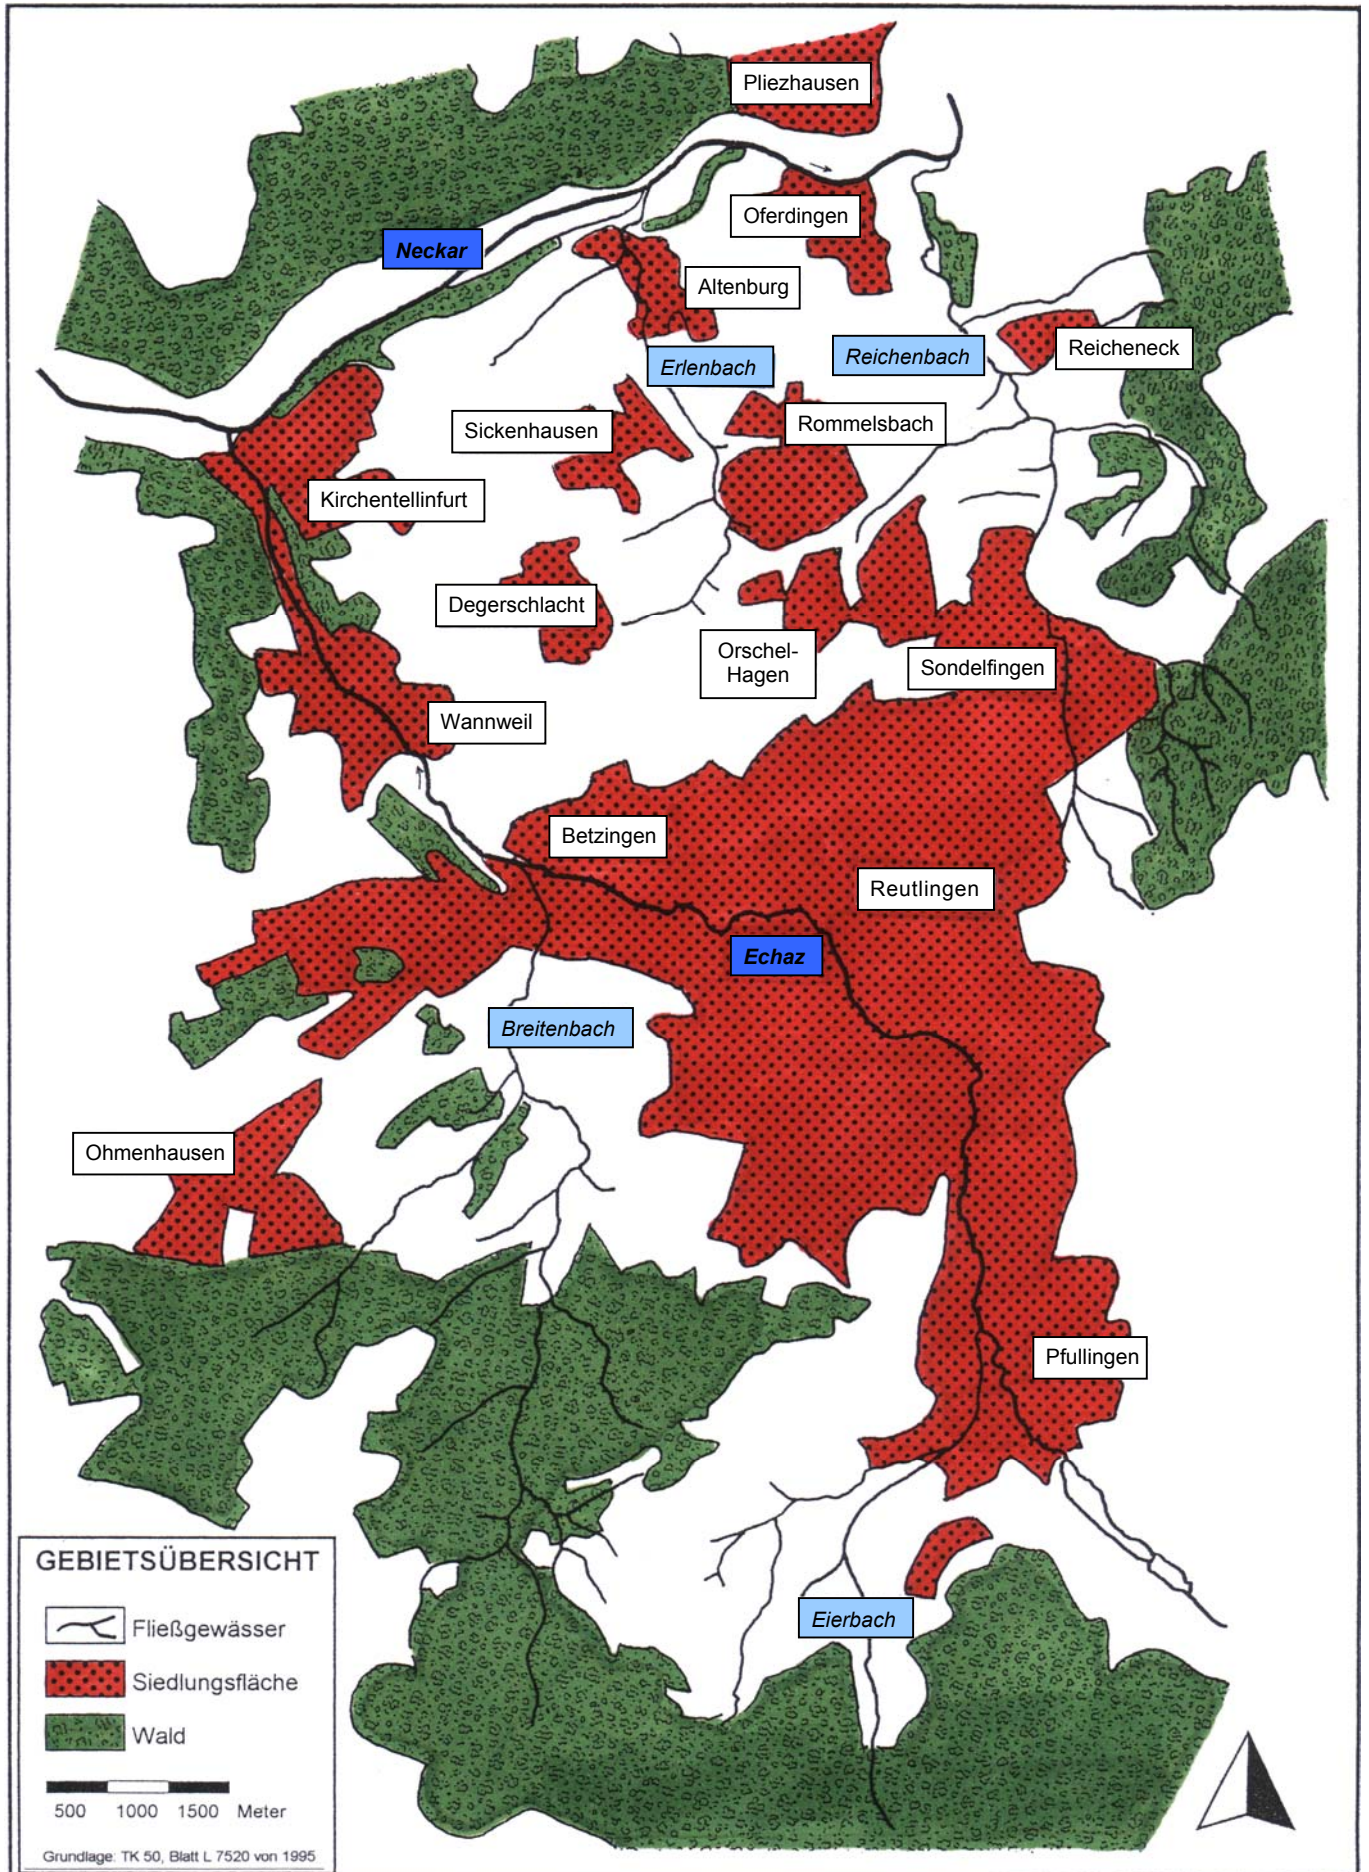 Pliezhausen
Oferdingen
Neckar
Altenburg
Erlenbach
Reichenbach
Reicheneck
Sickenhausen
Rommelsbach
Kirchentellinfurt
Degerschlacht
Orschel-
Hagen
Sondelfingen
Wannweil
Betzingen
Reutlingen
Echaz
Breitenbach
Ohmenhausen
Pfullingen
Eierbach
GEBIETSÜBERSICHT
Fließgewässer
Siedlungsfläche
Wald
500 1000 1500 Meter
Grundlage: TK 50, Blatt L 7520 von 1995